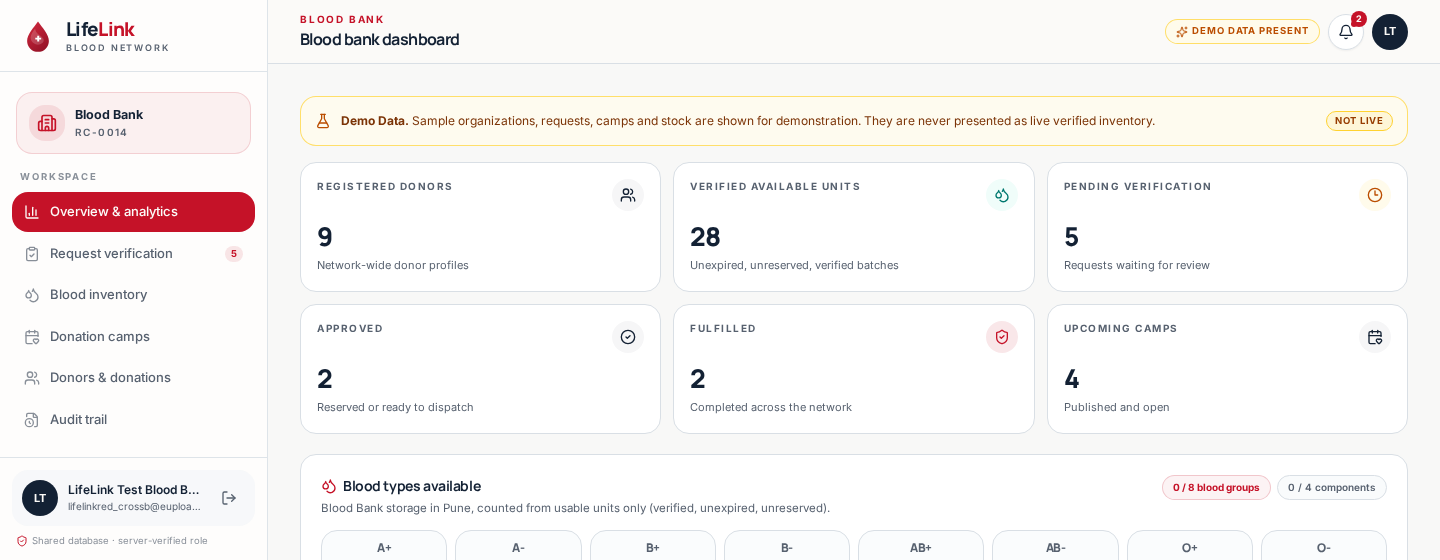 LifeLink
BLOOD NETWORK
Blood Bank
RC-0014
WORKSPACE
Overview & analytics
Request verification 5
Blood inventory
Donation camps
Donors & donations
Audit trail
LT
LifeLink Test Blood B...
lifelinkred_crossb@euploa...
Shared database · server-verified role
BLOOD BANK
Blood bank dashboard
DEMO DATA PRESENT
2
LT
Demo Data. Sample organizations, requests, camps and stock are shown for demonstration. They are never presented as live verified inventory.
NOT LIVE
REGISTERED DONORS
9
Network-wide donor profiles
VERIFIED AVAILABLE UNITS
28
Unexpired, unreserved, verified batches
PENDING VERIFICATION
5
Requests waiting for review
APPROVED
2
Reserved or ready to dispatch
FULFILLED
2
Completed across the network
UPCOMING CAMPS
4
Published and open
Blood types available
0 / 8 blood groups
0 / 4 components
Blood Bank storage in Pune, counted from usable units only (verified, unexpired, unreserved).
A+ A- B+ B- AB+ AB- O+ O-